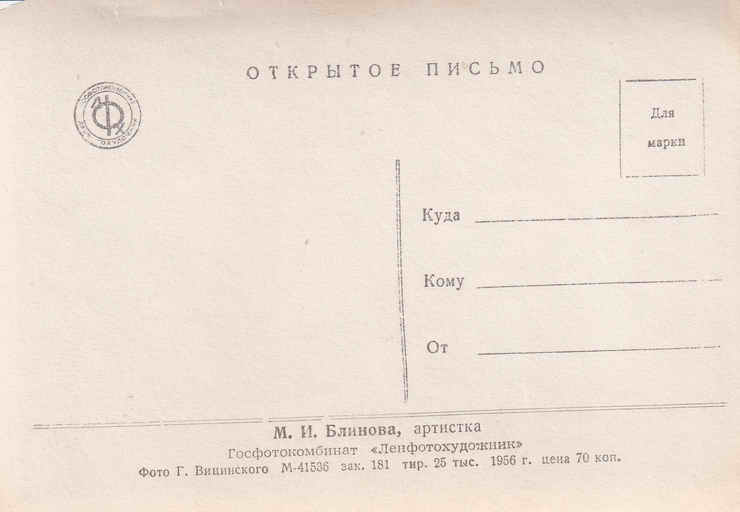 ОТКРЫТОЕ ПИСЬМО
Для
марки
Куда
Кому
От
М. И. Блинова, артистка
Госфотокомбинат «Ленфотохудожник»
Фото Г. Вицинского М-41536 зак. 181 тир. 25 тыс. 1956 г. цена 70 коп.